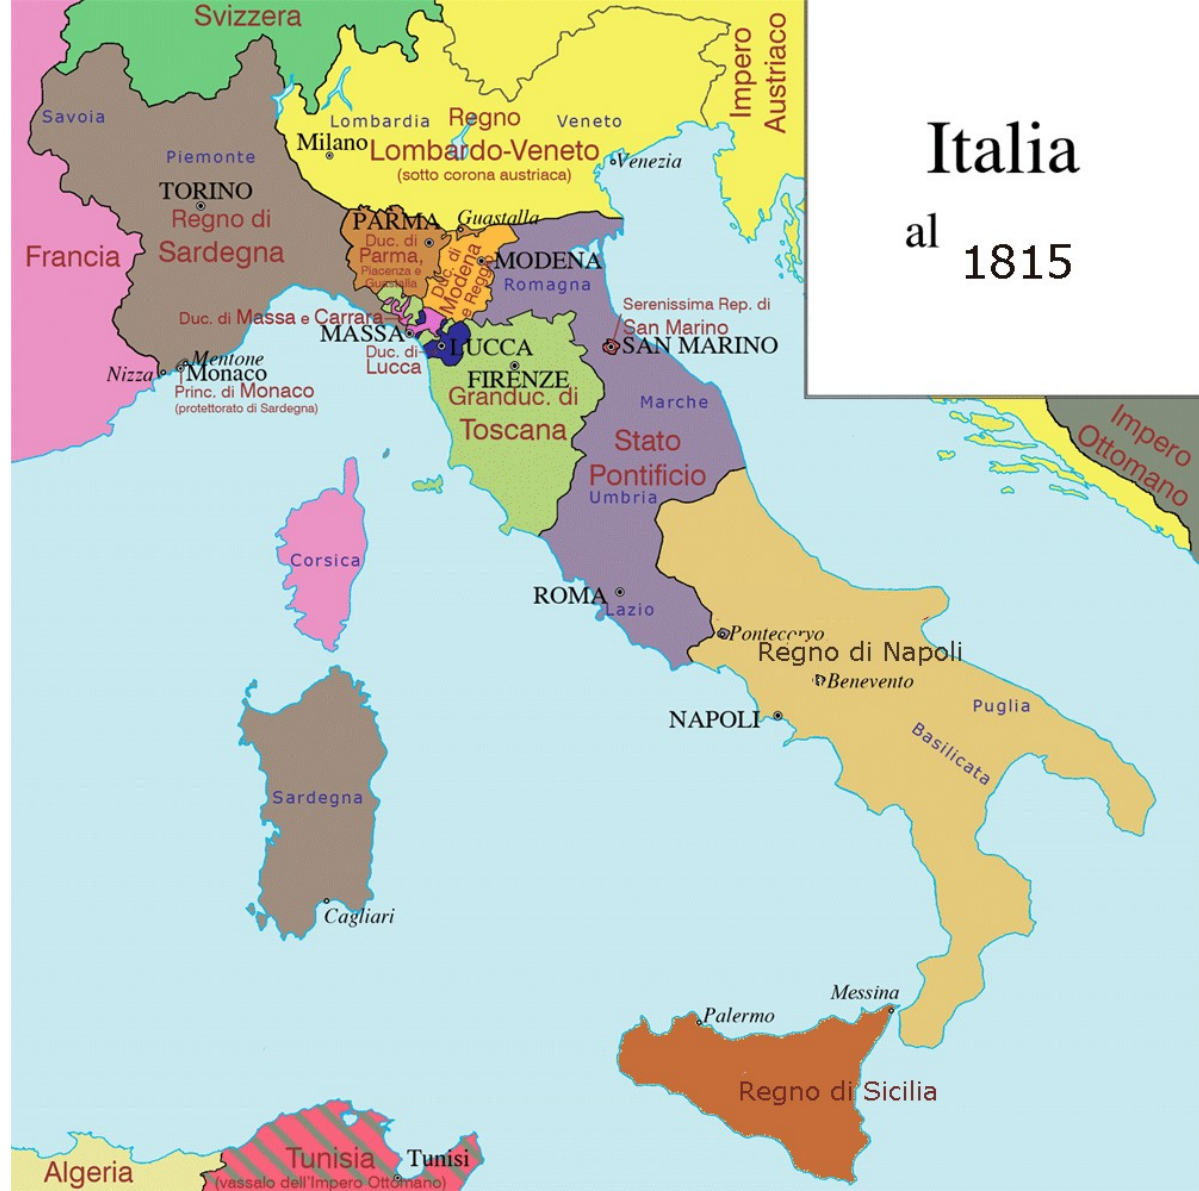 Svizzera
Impero
Austriaco
Italia
al 1815
Savoia
Lombardia
Regno
Veneto
Milano
Lombardo-Veneto
(sotto corona austriaca)
Venezia
Piemonte
TORINO
Regno di
Sardegna
Francia
PARMA
Guastalla
Duc. di
Parma,
Piacenza e
Guastalla
Duc. di
Modena
e Reggio
MODENA
Romagna
Duc. di Massa e Carrara
MASSA
Serenissima Rep. di
San Marino
SAN MARINO
Duc. di
Lucca
LUCCA
FIRENZE
Granduc. di
Toscana
Nizza
Mentone
Monaco
Princ. di Monaco
(protettorato di Sardegna)
Marche
Stato
Pontificio
Umbria
Impero
Ottomano
Corsica
ROMA
Lazio
Pontecorvo
Regno di Napoli
Benevento
NAPOLI
Puglia
Basilicata
Sardegna
Cagliari
Messina
Palermo
Regno di Sicilia
Algeria
Tunisia
(vassalo dell'Impero Ottomano)
Tunisi